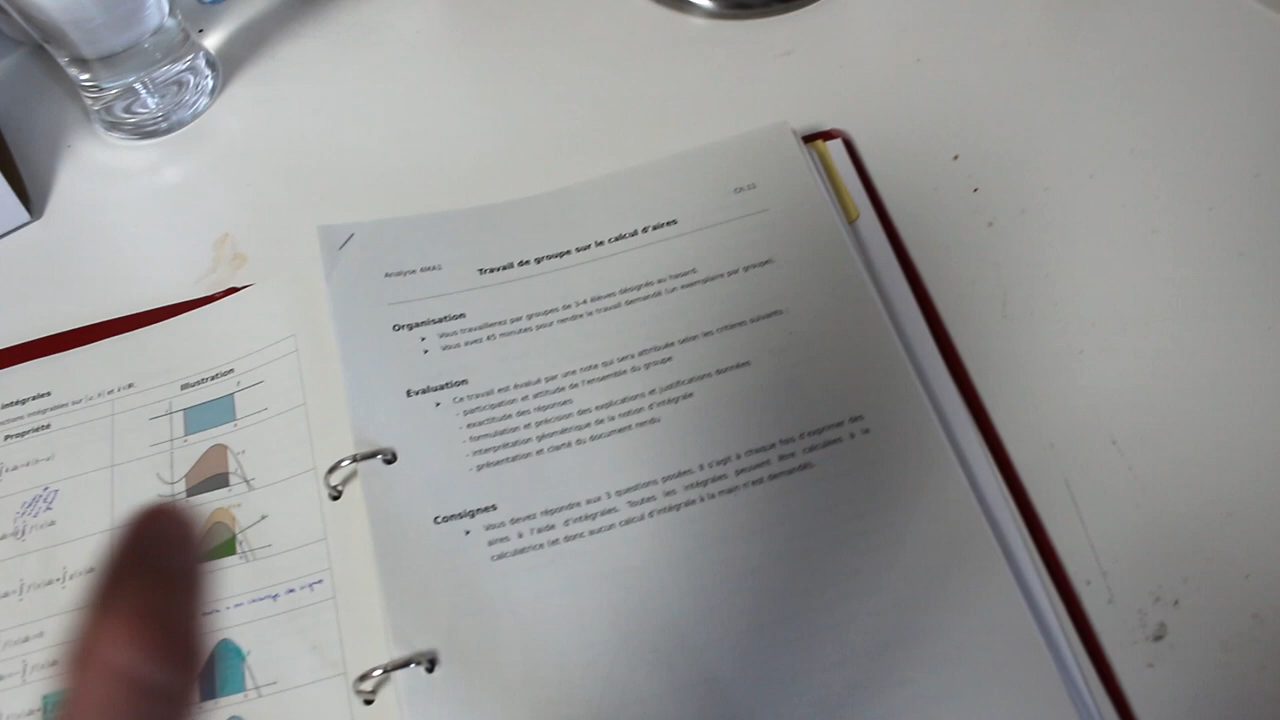 intégrales
Propriété
Illustration
Analyse 4MA1
Travail de groupe sur le calcul d'aires
Organisation
Vous travaillerez par groupes de 3-4 élèves désignés au hasard.
Vous avez 45 minutes pour rendre le travail demandé (un exemplaire par groupe).
Evaluation
Ce travail est évalué par une note qui sera attribuée selon les critères suivants :
- participation et attitude de l'ensemble du groupe
- exactitude des réponses
- formulation et précision des explications et justifications données
- interprétation géométrique de la notion d'intégrale
- présentation et clarté du document rendu
Consignes
Vous devez répondre aux 3 questions posées. Il s'agit à chaque fois d'exprimer des
aires à l'aide d'intégrales. Toutes les intégrales peuvent être calculées à la
calculatrice (et donc aucun calcul d'intégrale à la main n'est demandé).